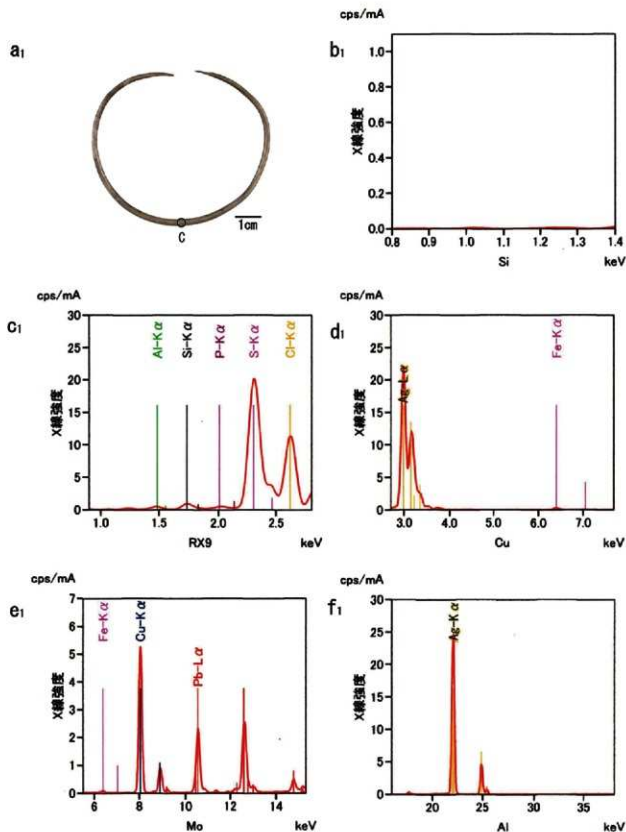 a1
C
1cm
b1
cps/mA
X線強度
1.0
0.8
0.6
0.4
0.2
0.0
0.8 0.9 1.0 1.1 1.2 1.3 1.4
Si keV
c1
cps/mA
X線強度
30
25
20
15
10
5
0
Al-Kα Si-Kα P-Kα S-Kα Cl-Kα
1.0 1.5 2.0 2.5
RX9 keV
d1
cps/mA
X線強度
30
25
20
15
10
5
0
Ag-Lα Fe-Kα
3.0 4.0 5.0 6.0 7.0
Cu keV
e1
cps/mA
X線強度
7
6
5
4
3
2
1
0
Fe-Kα Cu-Kα Pb-Lα
6 8 10 12 14
Mo keV
f1
cps/mA
X線強度
30
25
20
15
10
5
0
Ag-Kα
20 25 30 35
Al keV